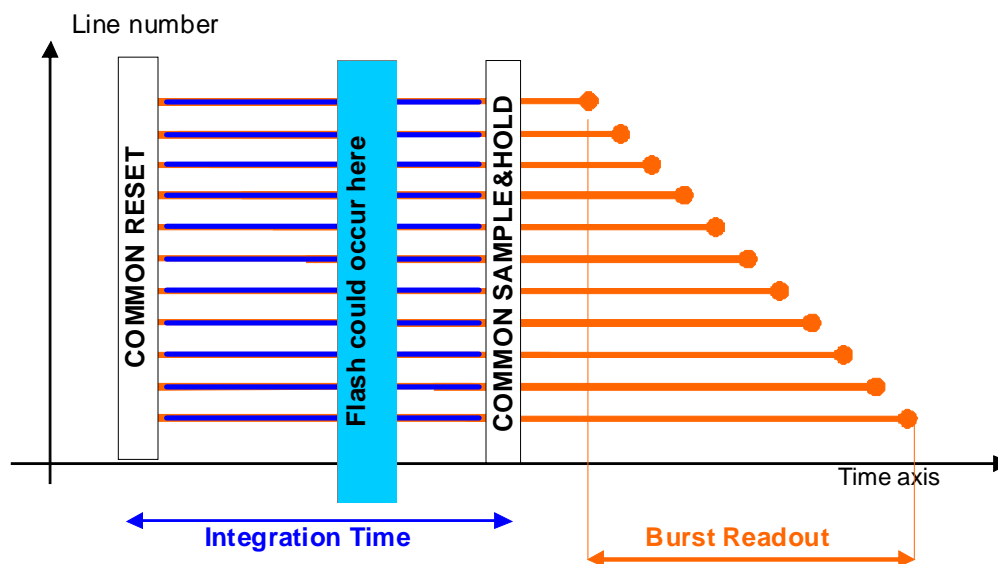 Line number
COMMON RESET
Flash could occur here
COMMON SAMPLE&HOLD
Time axis
Integration Time
Burst Readout